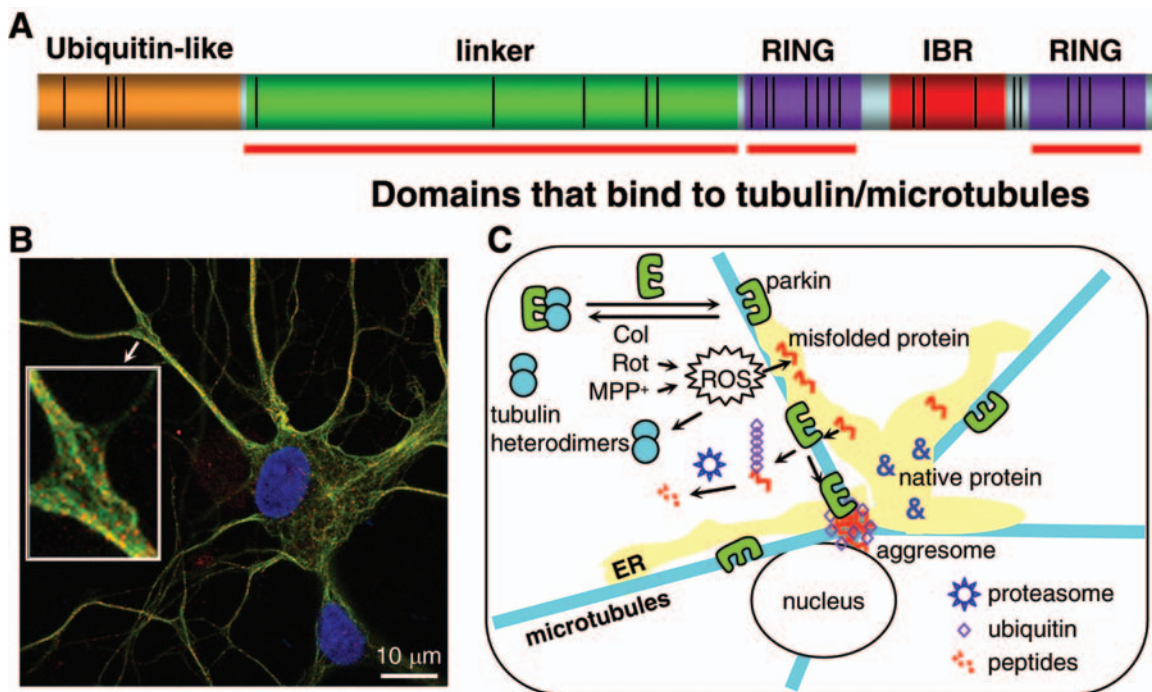 A
Ubiquitin-like linker RING IBR RING
Domains that bind to tubulin/microtubules
B
10 μm
C
parkin
Col
Rot
MPP+
ROS
misfolded protein
tubulin
heterodimers
& 
&
&
native protein
aggresome
ER
microtubules
nucleus
proteasome
ubiquitin
peptides